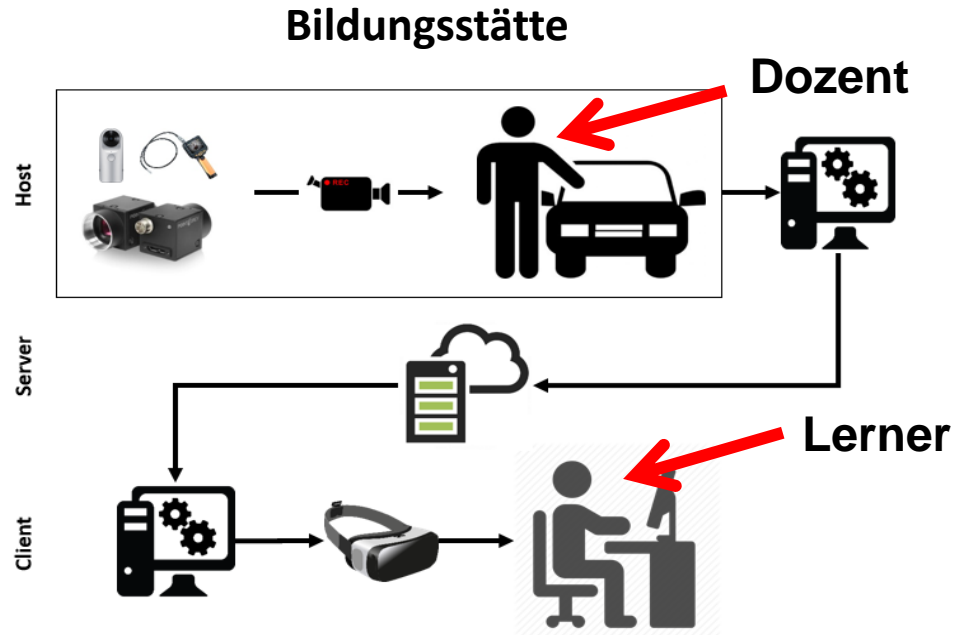 Bildungsstätte
Dozent
Host
REC
Server
Lerner
Client